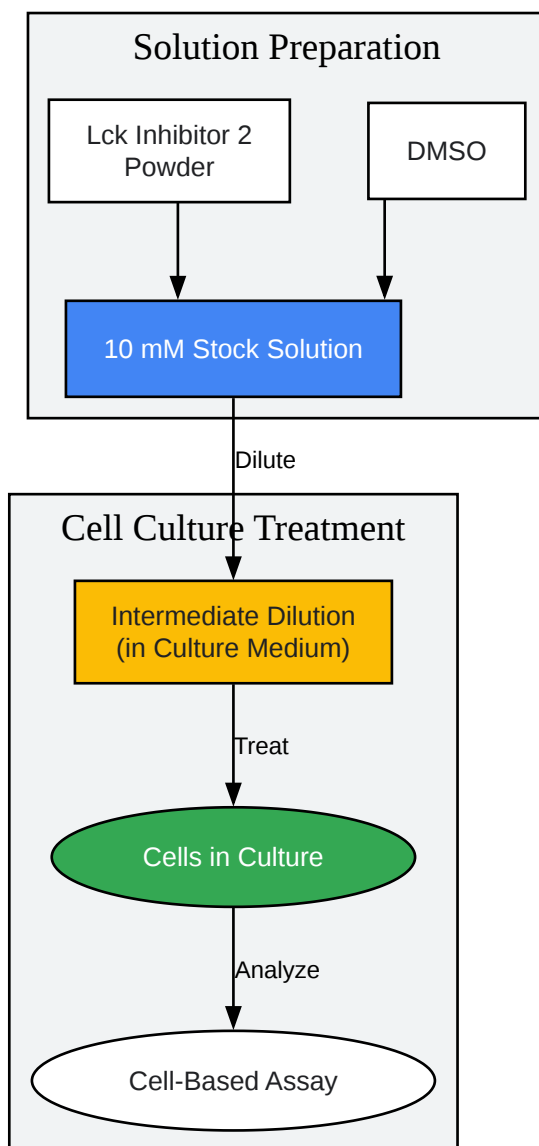 Solution Preparation
Lck Inhibitor 2
Powder
DMSO
10 mM Stock Solution
Dilute
Cell Culture Treatment
Intermediate Dilution
(in Culture Medium)
Treat
Cells in Culture
Analyze
Cell-Based Assay